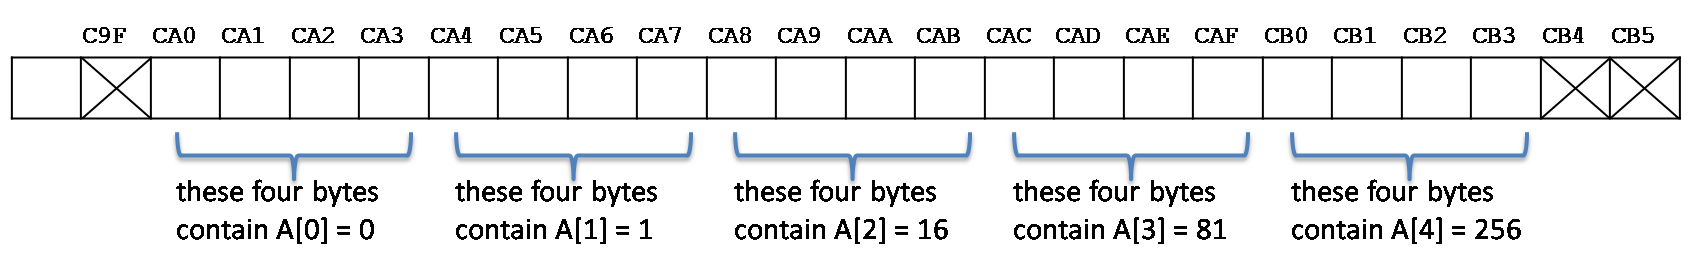 C9F CA0 CA1 CA2 CA3 CA4 CA5 CA6 CA7 CA8 CA9 CAA CAB CAC CAD CAE CAF CB0 CB1 CB2 CB3 CB4 CB5
these four bytes
contain A[0] = 0
these four bytes
contain A[1] = 1
these four bytes
contain A[2] = 16
these four bytes
contain A[3] = 81
these four bytes
contain A[4] = 256